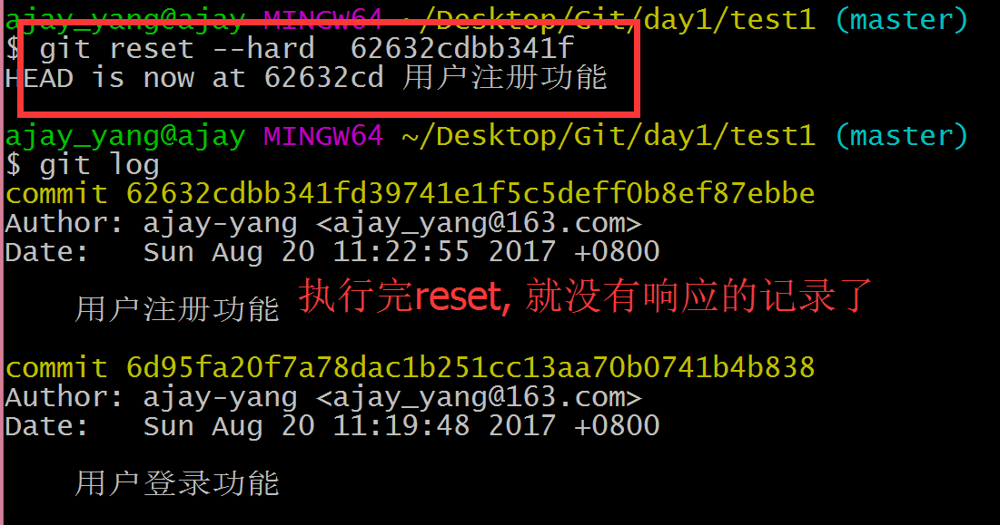 ajay_yang@ajay MINGW64 ~/Desktop/Git/day1/test1 (master)
$ git reset --hard  62632cdbb341f
HEAD is now at 62632cd 用户注册功能
ajay_yang@ajay MINGW64 ~/Desktop/Git/day1/test1 (master)
$ git log
commit 62632cdbb341fd39741e1f5c5deff0b8ef87ebbe
Author: ajay-yang <ajay_yang@163.com>
Date:   Sun Aug 20 11:22:55 2017 +0800
用户注册功能 执行完reset, 就没有响应的记录了
commit 6d95fa20f7a78dac1b251cc13aa70b0741b4b838
Author: ajay-yang <ajay_yang@163.com>
Date:   Sun Aug 20 11:19:48 2017 +0800
用户登录功能